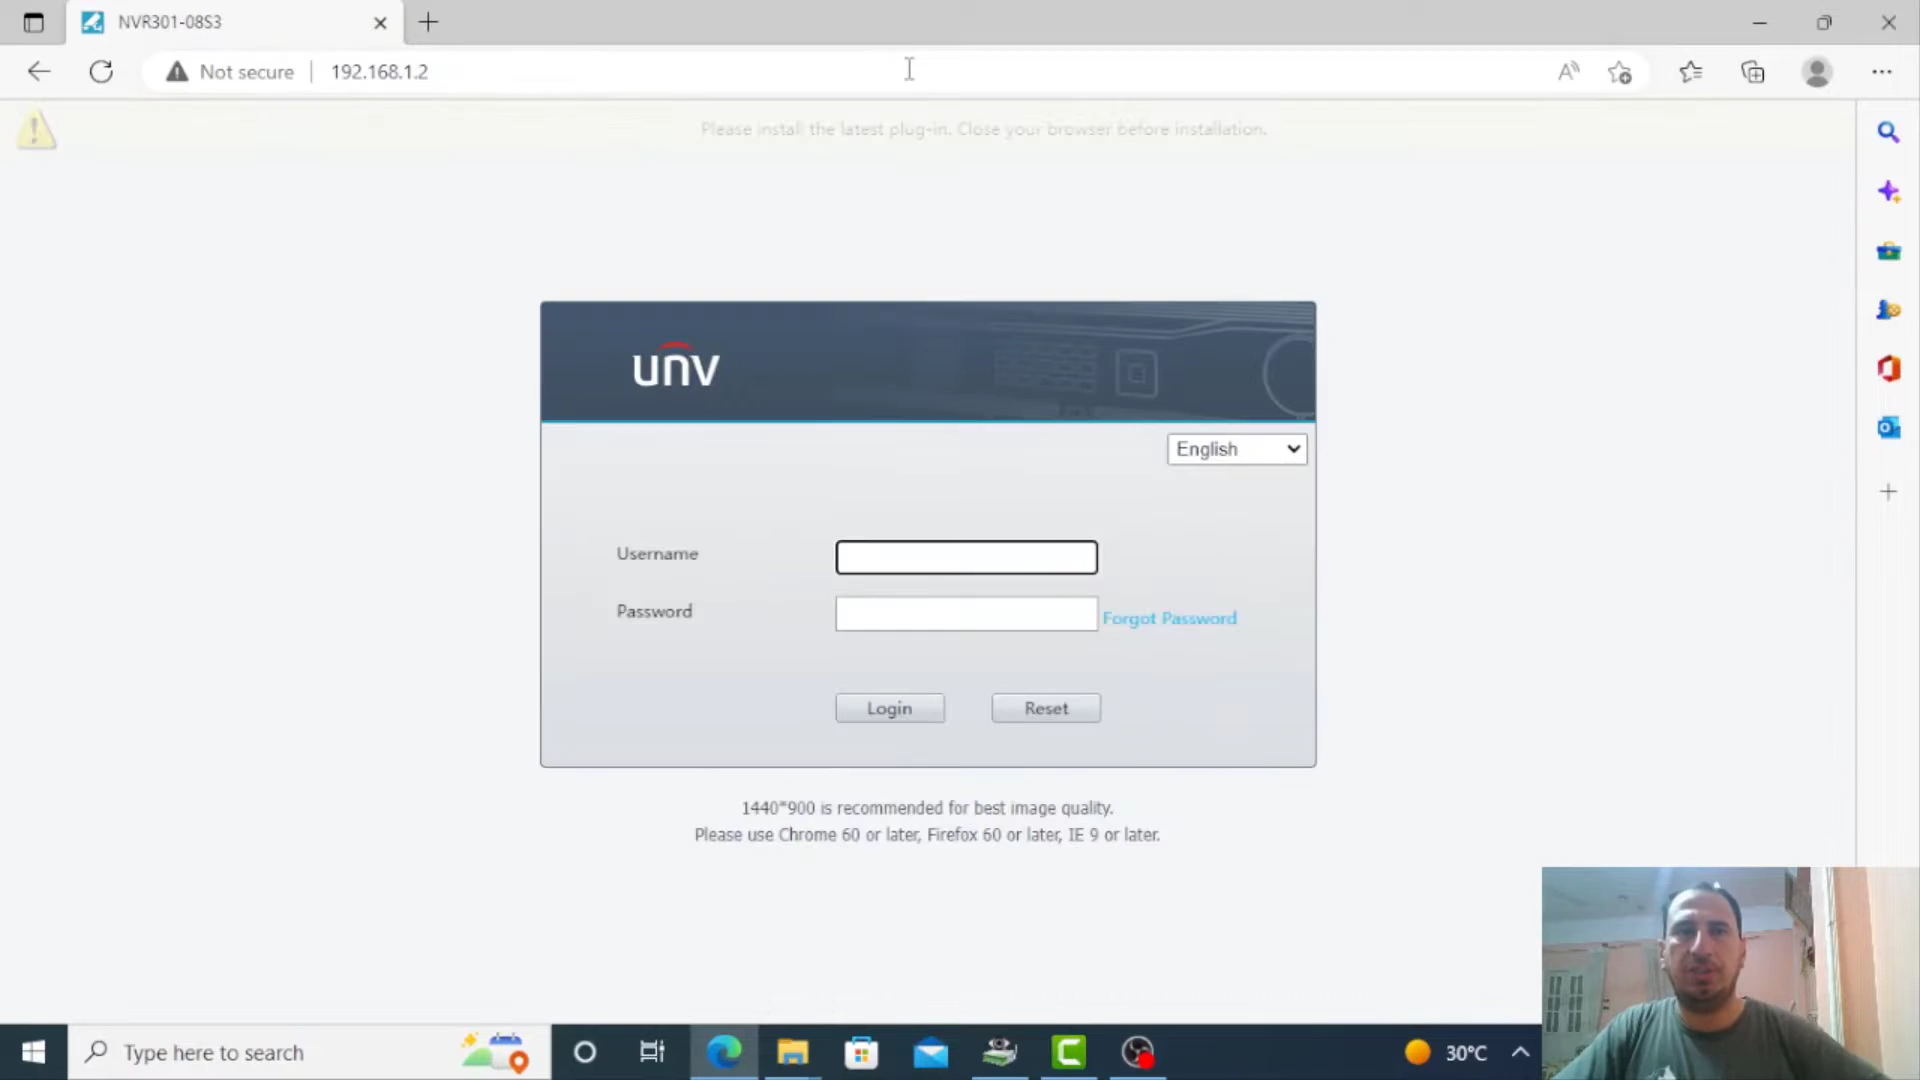 NVR301-08S3
Not secure
192.168.1.2
Please install the latest plug-in. Close your browser before installation.
unv
English
Username
Password
Forgot Password
Login
Reset
1440*900 is recommended for best image quality.
Please use Chrome 60 or later, Firefox 60 or later, IE 9 or later.
Type here to search
30°C